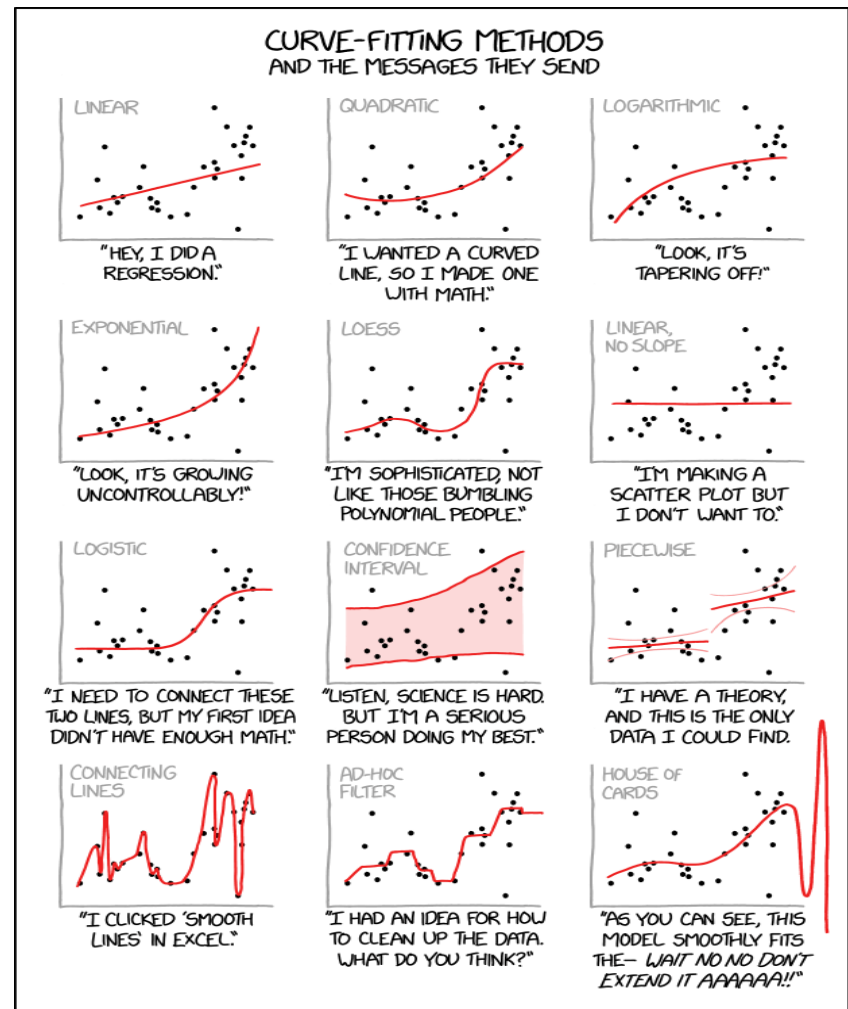 CURVE-FITTING METHODS
AND THE MESSAGES THEY SEND
LINEAR
"HEY, I DID A
REGRESSION."
QUADRATIC
"I WANTED A CURVED
LINE, SO I MADE ONE
WITH MATH."
LOGARITHMIC
"LOOK, IT'S
TAPERING OFF!"
EXPONENTIAL
"LOOK, IT'S GROWING
UNCONTROLLABLY!"
LOESS
"I'M SOPHISTICATED, NOT
LIKE THOSE BUMBLING
POLYNOMIAL PEOPLE."
LINEAR,
NO SLOPE
"I'M MAKING A
SCATTER PLOT BUT
I DON'T WANT TO."
LOGISTIC
"I NEED TO CONNECT THESE
TWO LINES, BUT MY FIRST IDEA
DIDN'T HAVE ENOUGH MATH."
CONFIDENCE
INTERVAL
"LISTEN, SCIENCE IS HARD.
BUT I'M A SERIOUS
PERSON DOING MY BEST."
PIECEWISE
"I HAVE A THEORY,
AND THIS IS THE ONLY
DATA I COULD FIND.
CONNECTING
LINES
"I CLICKED 'SMOOTH
LINES' IN EXCEL."
AD-HOC
FILTER
"I HAD AN IDEA FOR HOW
TO CLEAN UP THE DATA.
WHAT DO YOU THINK?"
HOUSE OF
CARDS
"AS YOU CAN SEE, THIS
MODEL SMOOTHLY FITS
THE– WAIT NO NO DON'T
EXTEND IT AAAAAA!!"